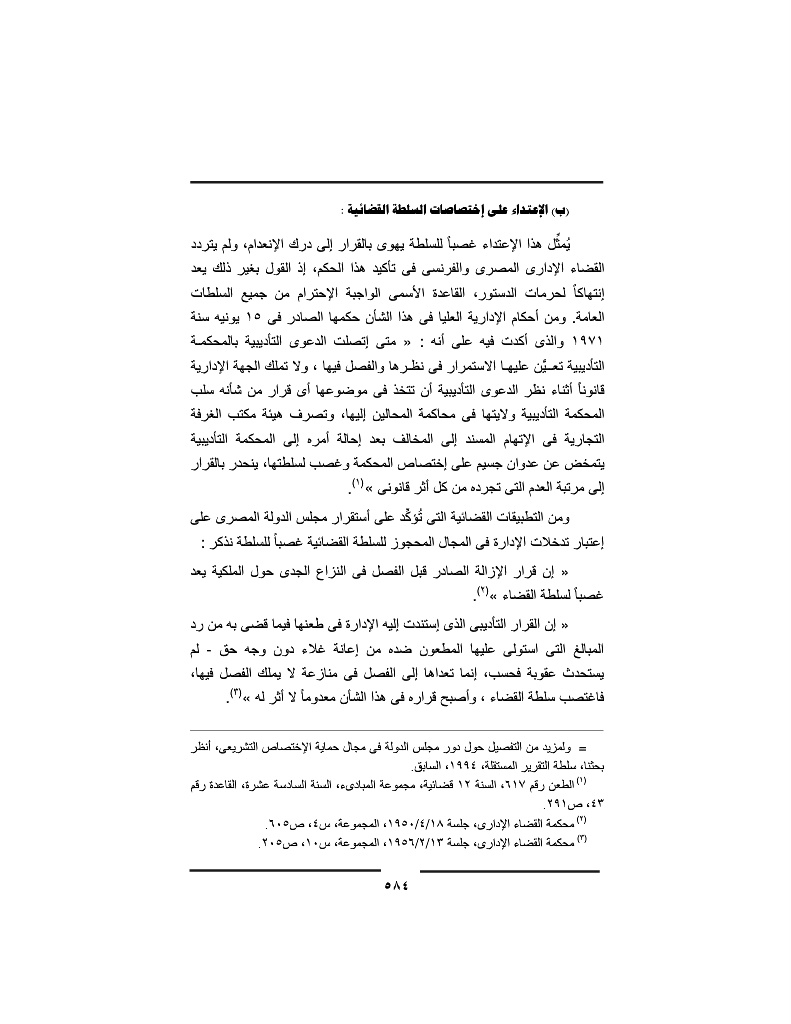 (ب) الإعتداء على إختصاصات السلطة القضائية :
يُمثِّل هذا الإعتداء غصباً للسلطة يهوى بالقرار إلى درك الإنعدام، ولم يتردد
القضاء الإدارى المصرى والفرنسى فى تأكيد هذا الحكم، إذ القول بغير ذلك يعد
إنتهاكاً لحرمات الدستور، القاعدة الأسمى الواجبة الإحترام من جميع السلطات
العامة. ومن أحكام الإدارية العليا فى هذا الشأن حكمها الصادر فى ١٥ يونيه سنة
١٩٧١ والذى أكدت فيه على أنه : « متى إتصلت الدعوى التأديبية بالمحكمة
التأديبية تعيَّن عليها الاستمرار فى نظرها والفصل فيها ، ولا تملك الجهة الإدارية
قانوناً أثناء نظر الدعوى التأديبية أن تتخذ فى موضوعها أى قرار من شأنه سلب
المحكمة التأديبية ولايتها فى محاكمة المحالين إليها، وتصرف هيئة مكتب الغرفة
التجارية فى الإتهام المسند إلى المخالف بعد إحالة أمره إلى المحكمة التأديبية
يتمخض عن عدوان جسيم على إختصاص المحكمة وغصب لسلطتها، ينحدر بالقرار
إلى مرتبة العدم التى تجرده من كل أثر قانونى »(١).
ومن التطبيقات القضائية التى تُؤكِّد على أستقرار مجلس الدولة المصرى على
إعتبار تدخلات الإدارة فى المجال المحجوز للسلطة القضائية غصباً للسلطة نذكر :
« إن قرار الإزالة الصادر قبل الفصل فى النزاع الجدى حول الملكية يعد
غصباً لسلطة القضاء »(٢).
« إن القرار التأديبى الذى إستندت إليه الإدارة فى طعنها فيما قضى به من رد
المبالغ التى استولى عليها المطعون ضده من إعانة غلاء دون وجه حق - لم
يستحدث عقوبة فحسب، إنما تعداها إلى الفصل فى منازعة لا يملك الفصل فيها،
فاغتصب سلطة القضاء ، وأصبح قراره فى هذا الشأن معدوماً لا أثر له »(٣).
= ولمزيد من التفصيل حول دور مجلس الدولة فى مجال حماية الإختصاص التشريعى، أنظر
بحثنا، سلطة التقرير المستقلة، ١٩٩٤، السابق.
(١) الطعن رقم ٦١٧، السنة ١٢ قضائية، مجموعة المبادىء، السنة السادسة عشرة، القاعدة رقم
٤٣، ص٢٩١.
(٢) محكمة القضاء الإدارى، جلسة ١٩٥٠/٤/١٨، المجموعة، س٤، ص٦٠٥.
(٣) محكمة القضاء الإدارى، جلسة ١٩٥٦/٢/١٣، المجموعة، س١٠، ص٢٠٥.
٥٨٤